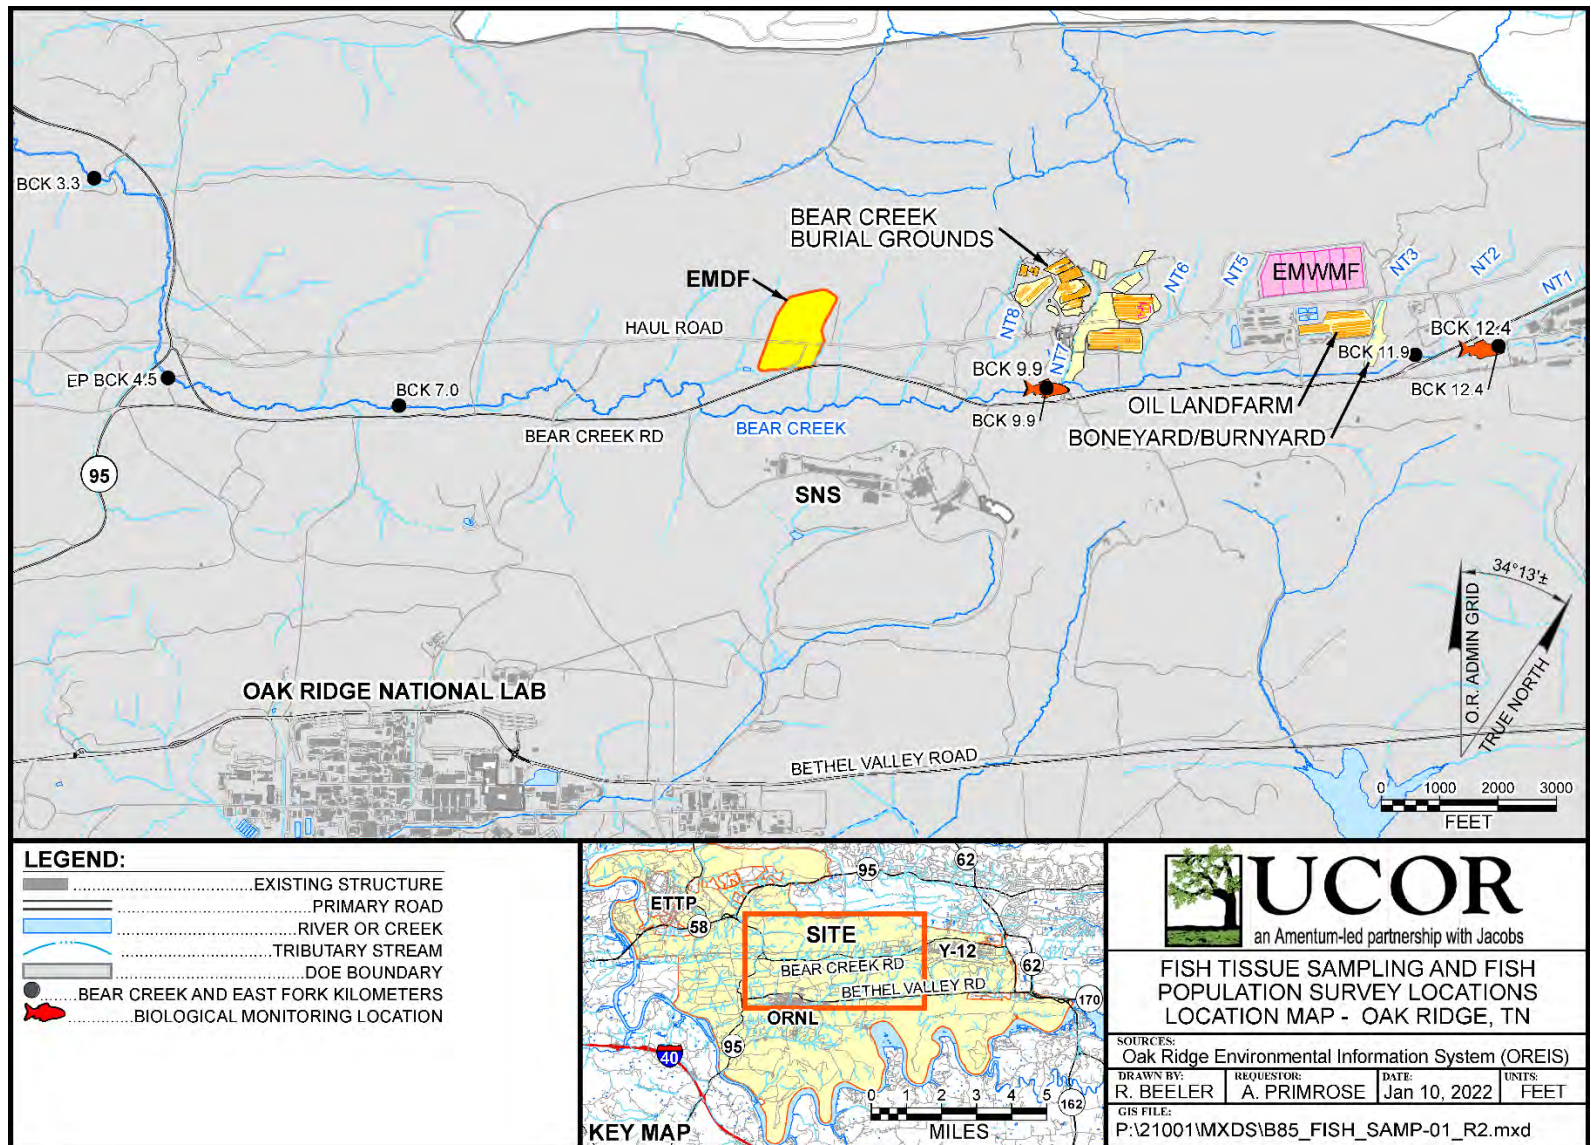 BCK 3.3
BEAR CREEK
BURIAL GROUNDS
EMDF
HAUL ROAD
NT8
NT7
NT6
NT5
EMWMF
NT3
NT2
NT1
BCK 12.4
BCK 11.9
BCK 12.4
EP BCK 4.5
BCK 7.0
BCK 9.9
BCK 9.9
OIL LANDFARM
BONEYARD/BURNYARD
BEAR CREEK RD
BEAR CREEK
95
SNS
34°13'±
O.R. ADMIN GRID
TRUE NORTH
OAK RIDGE NATIONAL LAB
BETHEL VALLEY ROAD
0 1000 2000 3000
FEET
LEGEND:
EXISTING STRUCTURE
PRIMARY ROAD
RIVER OR CREEK
TRIBUTARY STREAM
DOE BOUNDARY
BEAR CREEK AND EAST FORK KILOMETERS
BIOLOGICAL MONITORING LOCATION
62
95
ETTP
58
SITE
Y-12
BEAR CREEK RD
62
BETHEL VALLEY RD
170
ORNL
95
40
0 1 2 3 4 5
162
MILES
KEY MAP
UCOR
an Amentum-led partnership with Jacobs
FISH TISSUE SAMPLING AND FISH
POPULATION SURVEY LOCATIONS
LOCATION MAP - OAK RIDGE, TN
SOURCES:
Oak Ridge Environmental Information System (OREIS)
DRAWN BY: REQUESTOR: DATE: UNITS:
R. BEELER A. PRIMROSE Jan 10, 2022 FEET
GIS FILE:
P:\21001\MXDS\B85_FISH_SAMP-01_R2.mxd